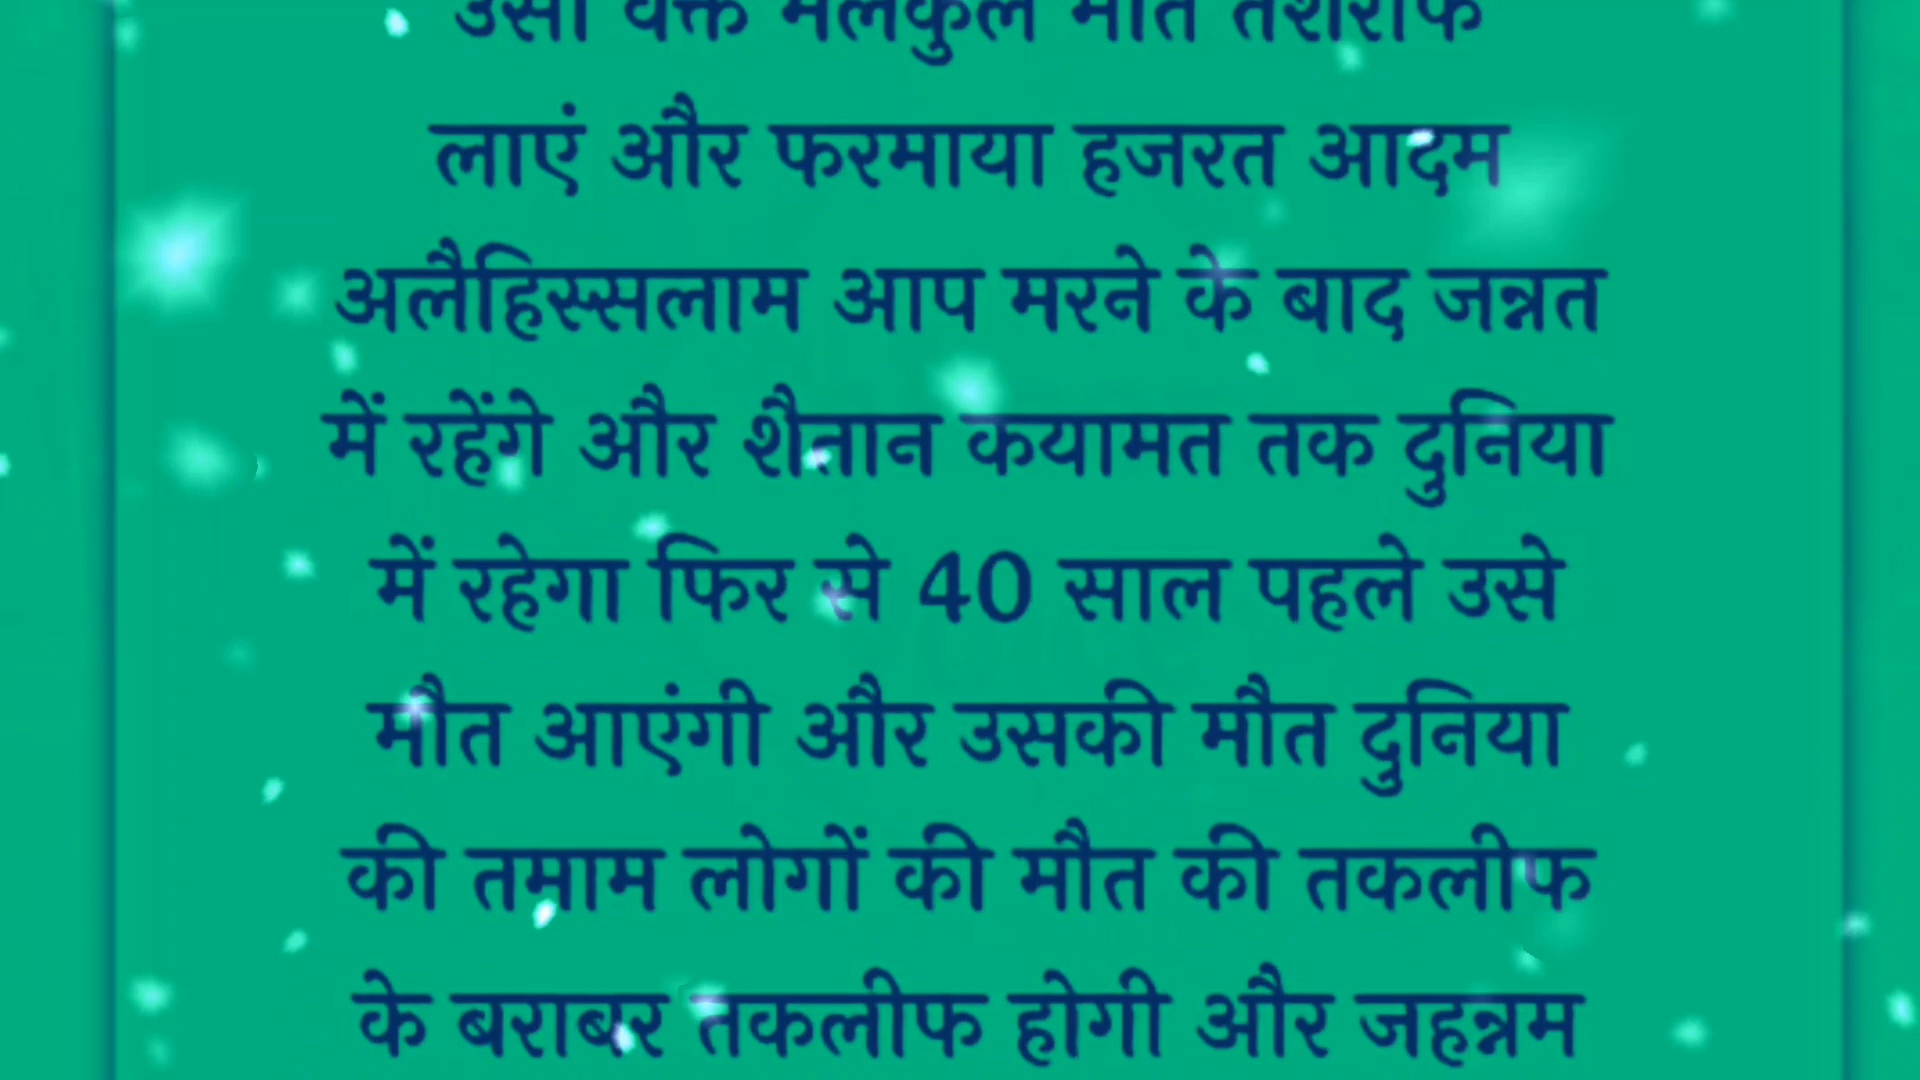 उसी वक्त मलकुल मौत तशरीफ
लाएं और फरमाया हजरत आदम
अलैहिस्सलाम आप मरने के बाद जन्नत
में रहेंगे और शैतान कयामत तक दुनिया
में रहेगा फिर से 40 साल पहले उसे
मौत आएंगी और उसकी मौत दुनिया
की तमाम लोगों की मौत की तकलीफ
के बराबर तकलीफ होगी और जहन्नम